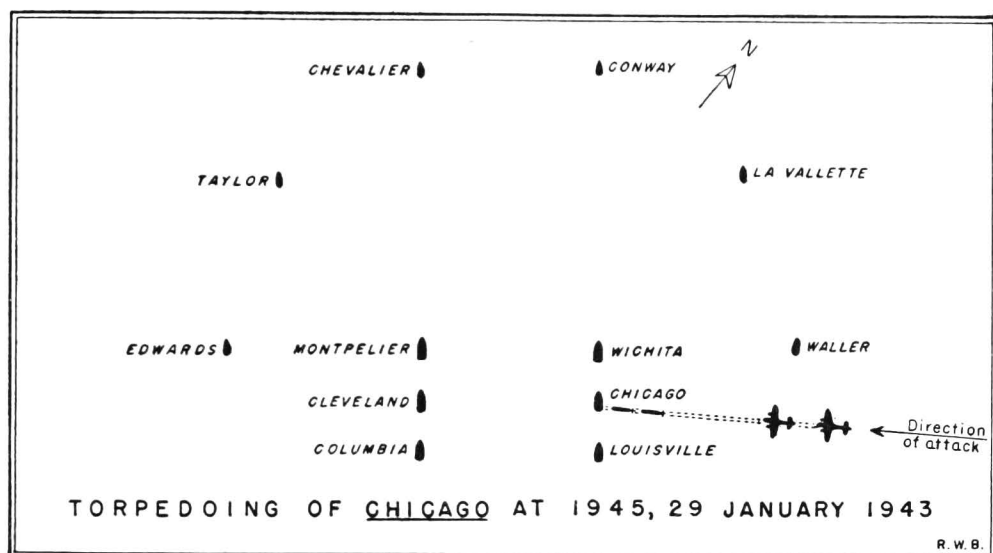 N
CHEVALIER
CONWAY
TAYLOR
LA VALLETTE
EDWARDS
MONTPELIER
WICHITA
WALLER
CLEVELAND
CHICAGO
COLUMBIA
LOUISVILLE
Direction
of attack
TORPEDOING OF CHICAGO AT 1945, 29 JANUARY 1943
R.W.B.